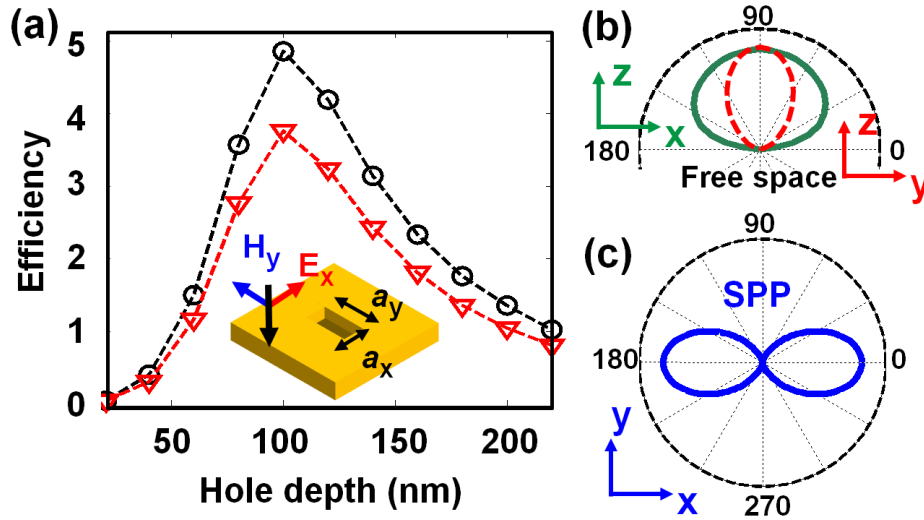 (a)
Efficiency
5
4
3
2
1
0
50
100
150
200
Hole depth (nm)
Hy
Ex
ay
ax
(b)
90
z
x
180
0
z
y
Free space
(c)
90
SPP
180
0
y
x
270